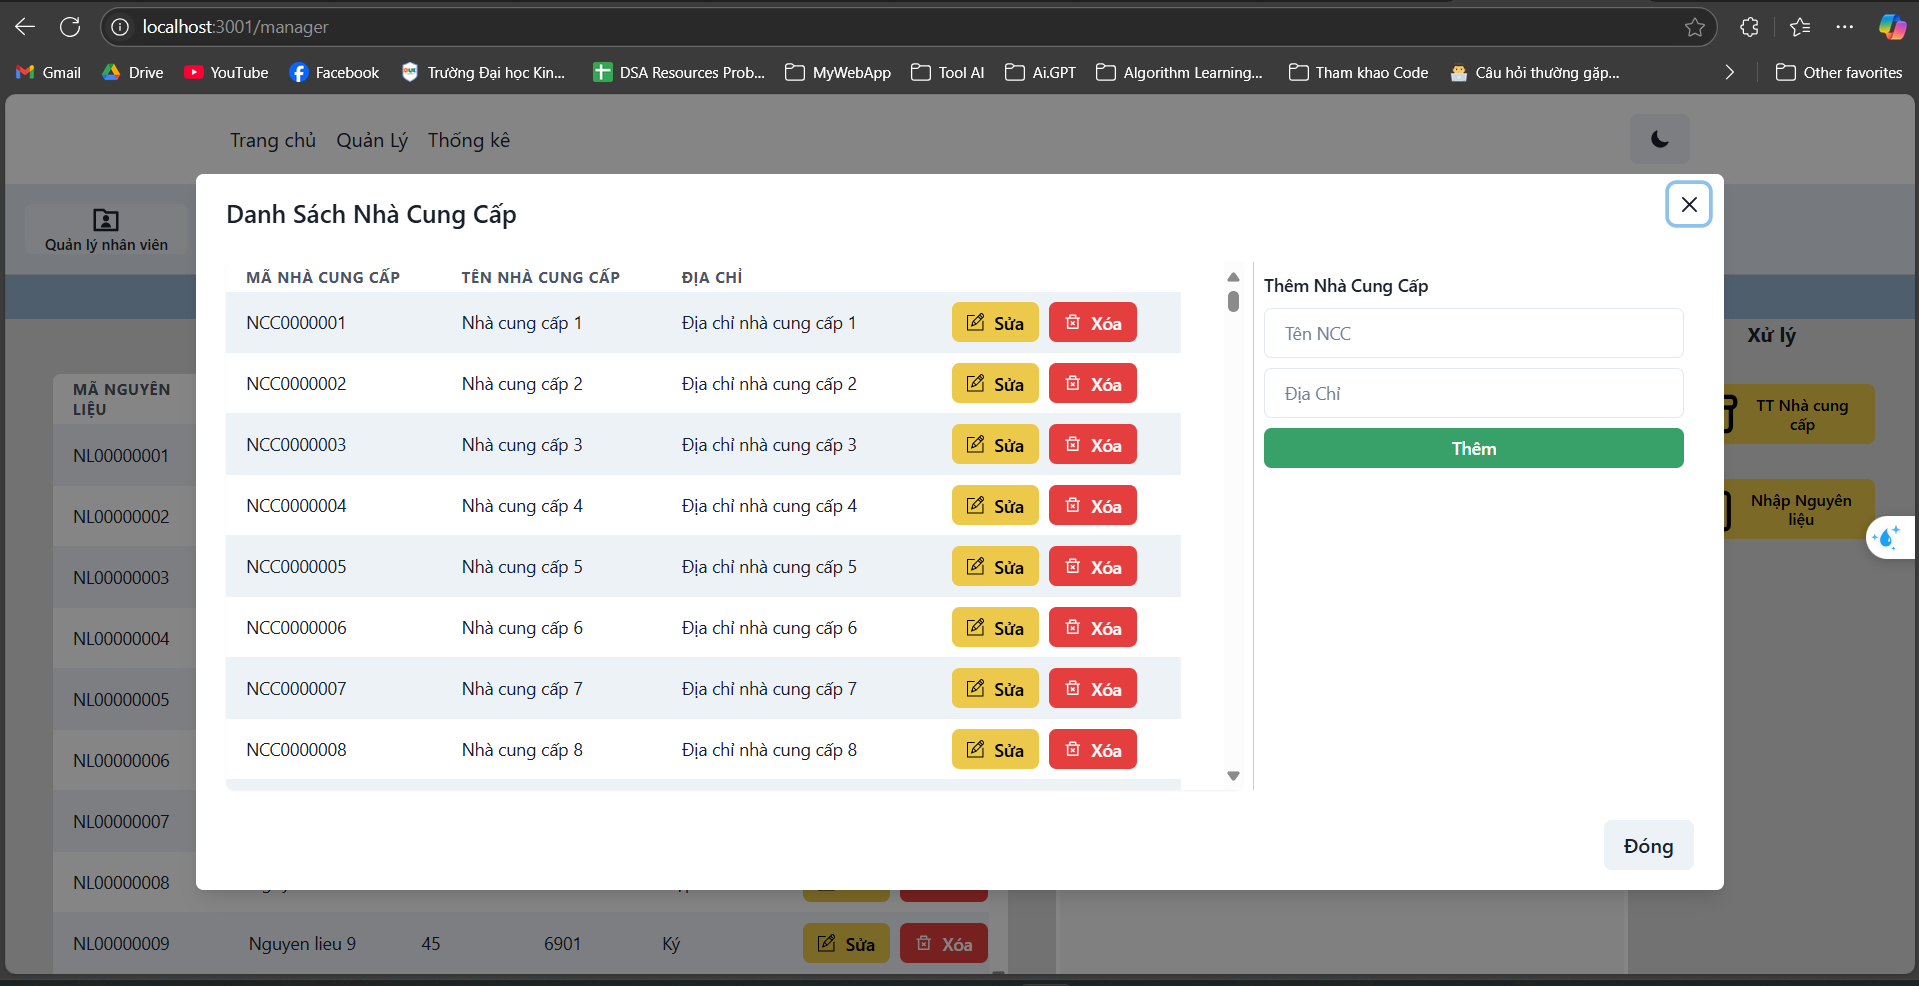 localhost:3001/manager
Gmail
Drive
YouTube
Facebook
Trường Đại học Kin...
DSA Resources Prob...
MyWebApp
Tool AI
Ai.GPT
Algorithm Learning...
Tham khao Code
Câu hỏi thường gặp...
Other favorites
Trang chủ Quản Lý Thống kê
Quản lý nhân viên
Danh Sách Nhà Cung Cấp
MÃ NHÀ CUNG CẤP TÊN NHÀ CUNG CẤP ĐỊA CHỈ
NCC0000001 Nhà cung cấp 1 Địa chỉ nhà cung cấp 1 Sửa Xóa
NCC0000002 Nhà cung cấp 2 Địa chỉ nhà cung cấp 2 Sửa Xóa
NCC0000003 Nhà cung cấp 3 Địa chỉ nhà cung cấp 3 Sửa Xóa
NCC0000004 Nhà cung cấp 4 Địa chỉ nhà cung cấp 4 Sửa Xóa
NCC0000005 Nhà cung cấp 5 Địa chỉ nhà cung cấp 5 Sửa Xóa
NCC0000006 Nhà cung cấp 6 Địa chỉ nhà cung cấp 6 Sửa Xóa
NCC0000007 Nhà cung cấp 7 Địa chỉ nhà cung cấp 7 Sửa Xóa
NCC0000008 Nhà cung cấp 8 Địa chỉ nhà cung cấp 8 Sửa Xóa
Thêm Nhà Cung Cấp
Tên NCC
Địa Chỉ
Thêm
Đóng
Xử lý
TT Nhà cung
cấp
Nhập Nguyên
liệu
MÃ NGUYÊN
LIỆU
NL00000001
NL00000002
NL00000003
NL00000004
NL00000005
NL00000006
NL00000007
NL00000008
NL00000009 Nguyen lieu 9 45 6901 Ký Sửa Xóa